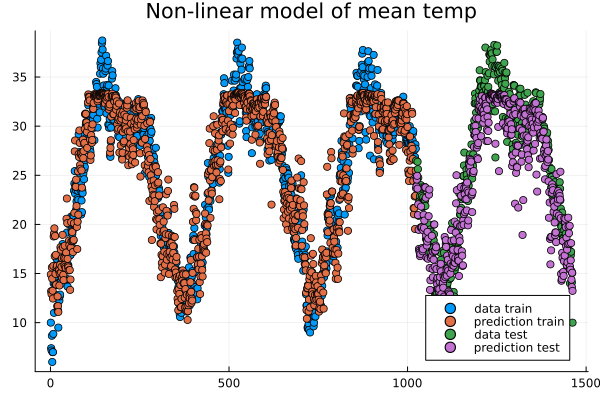 Non-linear model of mean temp
35
30
25
20
15
10
0
500
1000
1500
data train
prediction train
data test
prediction test